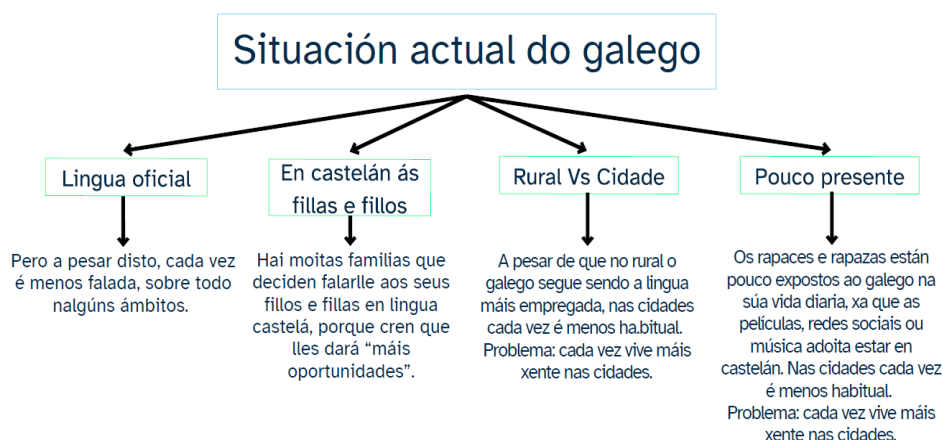 Situación actual do galego
Lingua oficial
Pero a pesar disto, cada vez
é menos falada, sobre todo
nalgúns ámbitos.
En castelán ás
fillas e fillos
Hai moitas familias que
deciden falarlle aos seus
fillos e fillas en lingua
castelá, porque cren que
lles dará “máis
oportunidades”.
Rural Vs Cidade
A pesar de que no rural o
galego segue sendo a lingua
máis empregada, nas cidades
cada vez é menos ha.bitual.
Problema: cada vez vive máis
xente nas cidades.
Pouco presente
Os rapaces e rapazas están
pouco expostos ao galego na
súa vida diaria, xa que as
películas, redes sociais ou
música adoita estar en
castelán. Nas cidades cada vez
é menos habitual.
Problema: cada vez vive máis
xente nas cidades.